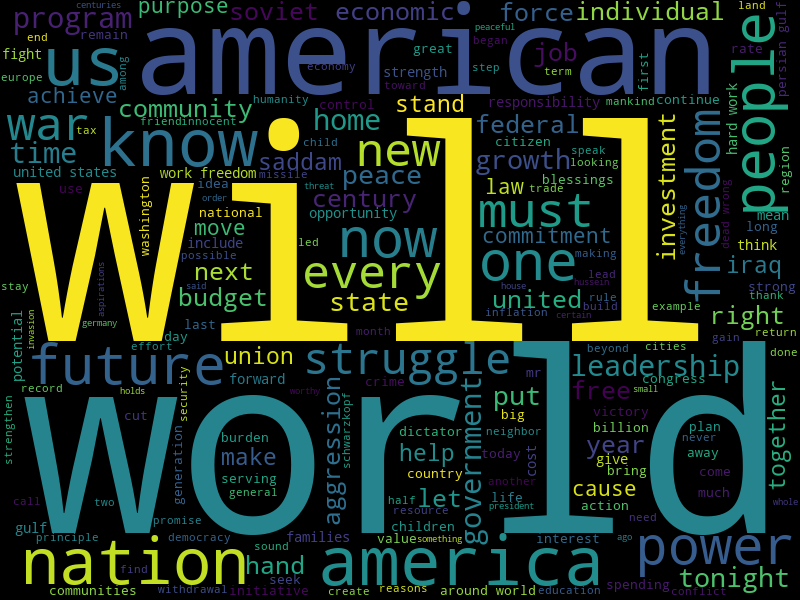 centuries
program purpose soviet economic force individual land
end remain american great began peaceful
fight us among economy strength step job first people rate persian gulf
europe achieve toward term
community stand control responsibility mankind continue
war tax know friend innocent humanity home federal freedom hard work
time child new citizen speak investment
united states work freedom saddam growth looking region
use idea missile threat peace law trade blessings
washington order century must
national opportunity everything dead wrong mean
move include led now commitment long
possible one making think
next said every lead iraq
stay aspirations house hussein strong
budget state united rule build example thank
potential invasion germany last month inflation certain right
day return
effort will gain
future union struggle beyond cities done
forward mr leadership
record holds security crime worthy put free small congress
strengthen cut schwarzkopf big victory together
generation aggression dictator neighbor billion plan
burden government year never
make help cost give away
serving country today bring
general world cause come
call two half let life another action much whole
gulf promise resource children president need
principle democracy families value something interest ago power
nation sound america
find hand seek tonight
communities withdrawal initiative create reasons around world education spending conflict